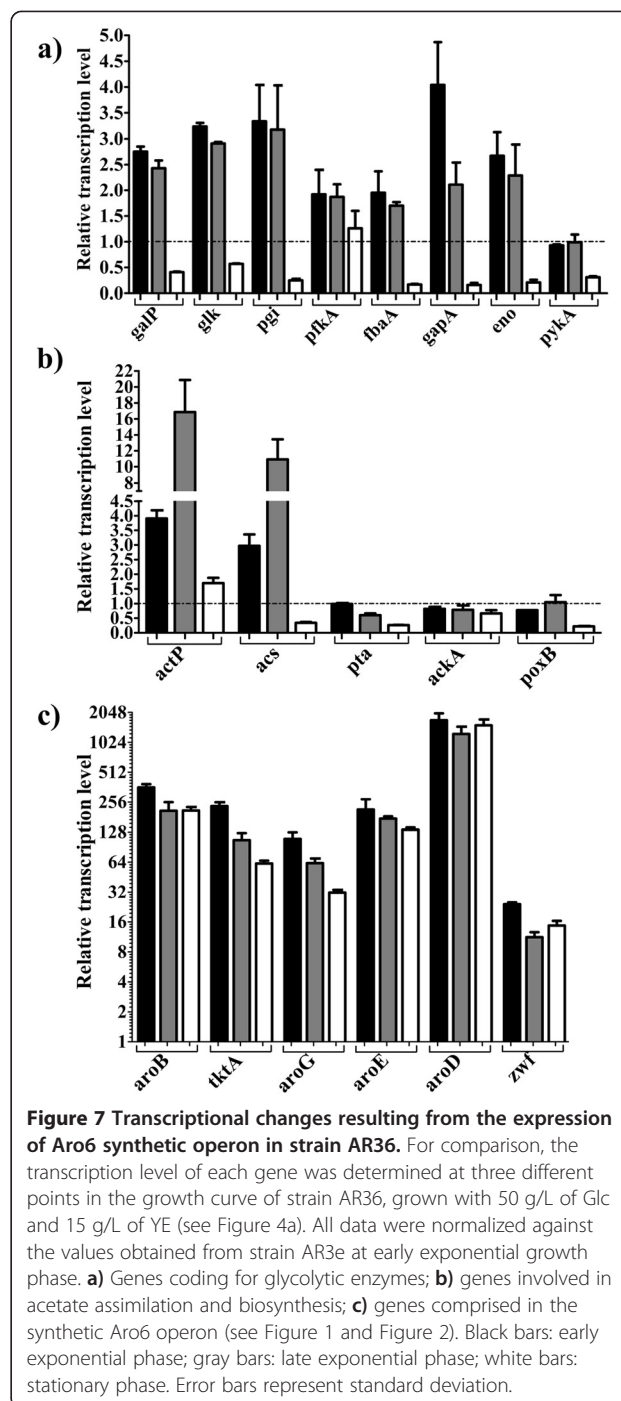 a)
Relative transcription level
5.0
4.5
4.0
3.5
3.0
2.5
2.0
1.5
1.0
0.5
0.0
galP glk pgi pfkA fbaA gapA eno pykA
b)
Relative transcription level
22
20
18
16
14
12
10
8
4.5
4.0
3.5
3.0
2.5
2.0
1.5
1.0
0.5
0.0
actP acs pta ackA poxB
c)
Relative transcription level
2048
1024
512
256
128
64
32
16
8
4
2
1
aroB tktA aroG aroE aroD zwf
Figure 7 Transcriptional changes resulting from the expression
of Aro6 synthetic operon in strain AR36. For comparison, the
transcription level of each gene was determined at three different
points in the growth curve of strain AR36, grown with 50 g/L of Glc
and 15 g/L of YE (see Figure 4a). All data were normalized against
the values obtained from strain AR3e at early exponential growth
phase. a) Genes coding for glycolytic enzymes; b) genes involved in
acetate assimilation and biosynthesis; c) genes comprised in the
synthetic Aro6 operon (see Figure 1 and Figure 2). Black bars: early
exponential phase; gray bars: late exponential phase; white bars:
stationary phase. Error bars represent standard deviation.